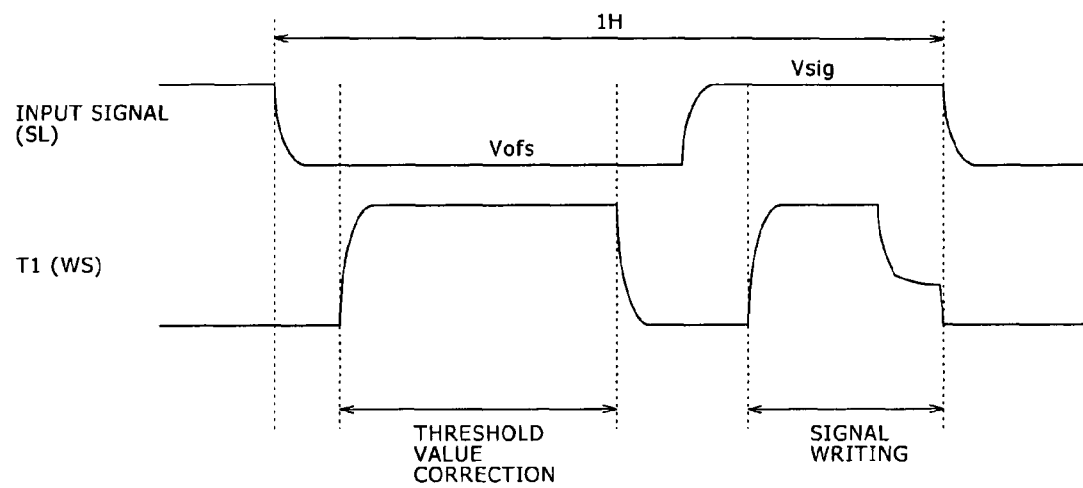 1H
Vsig
INPUT SIGNAL
(SL)
Vofs
T1 (WS)
THRESHOLD
VALUE
CORRECTION
SIGNAL
WRITING